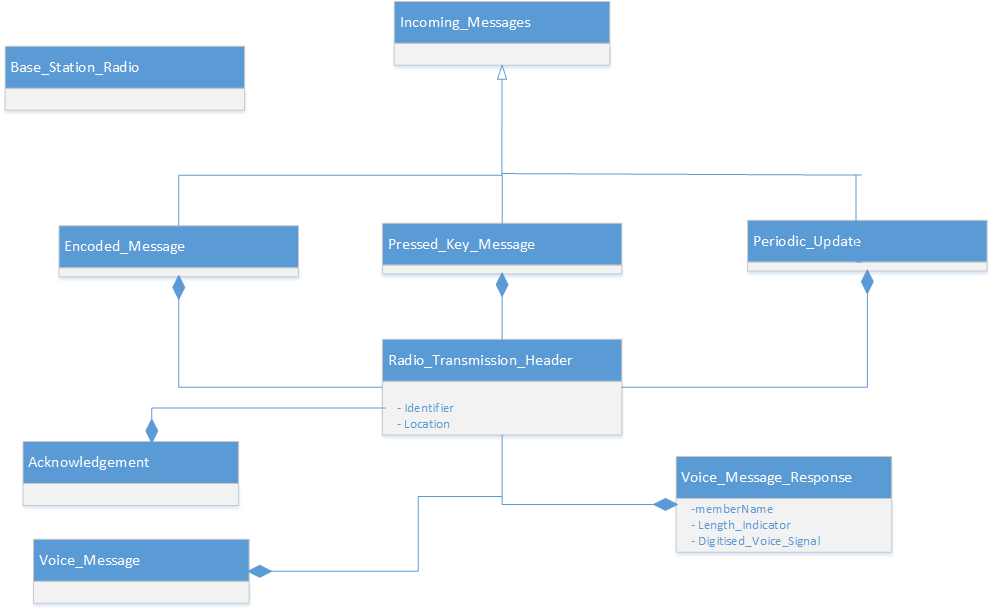 Incoming_Messages
Base_Station_Radio
Encoded_Message
Pressed_Key_Message
Periodic_Update
Radio_Transmission_Header
- Identifier
- Location
Acknowledgement
Voice_Message_Response
-memberName
- Length_Indicator
- Digitised_Voice_Signal
Voice_Message